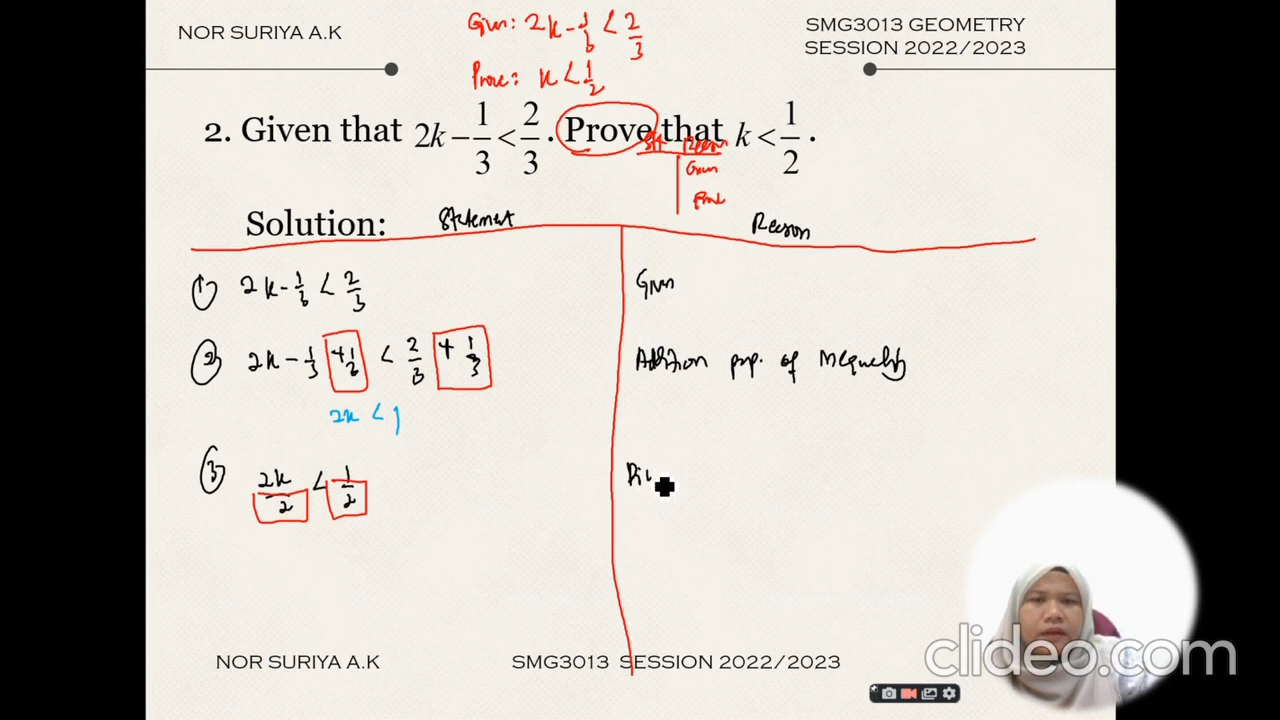 NOR SURIYA A.K
SMG3013 GEOMETRY
SESSION 2022/2023
Given: 2k - 1/3 < 2/3
Prove: k < 1/2
2. Given that 2k - 1/3 < 2/3 . Prove that k < 1/2 .
Stt Reason
Given
Prove
Solution:
Statement
Reason
① 2k - 1/3 < 2/3
Given
② 2k - 1/3 + 1/3 < 2/3 + 1/3
Addition prop. of Inequality
2k < 1
③ 2k/2 < 1/2
Div
NOR SURIYA A.K
SMG3013 SESSION 2022/2023
clideo.com